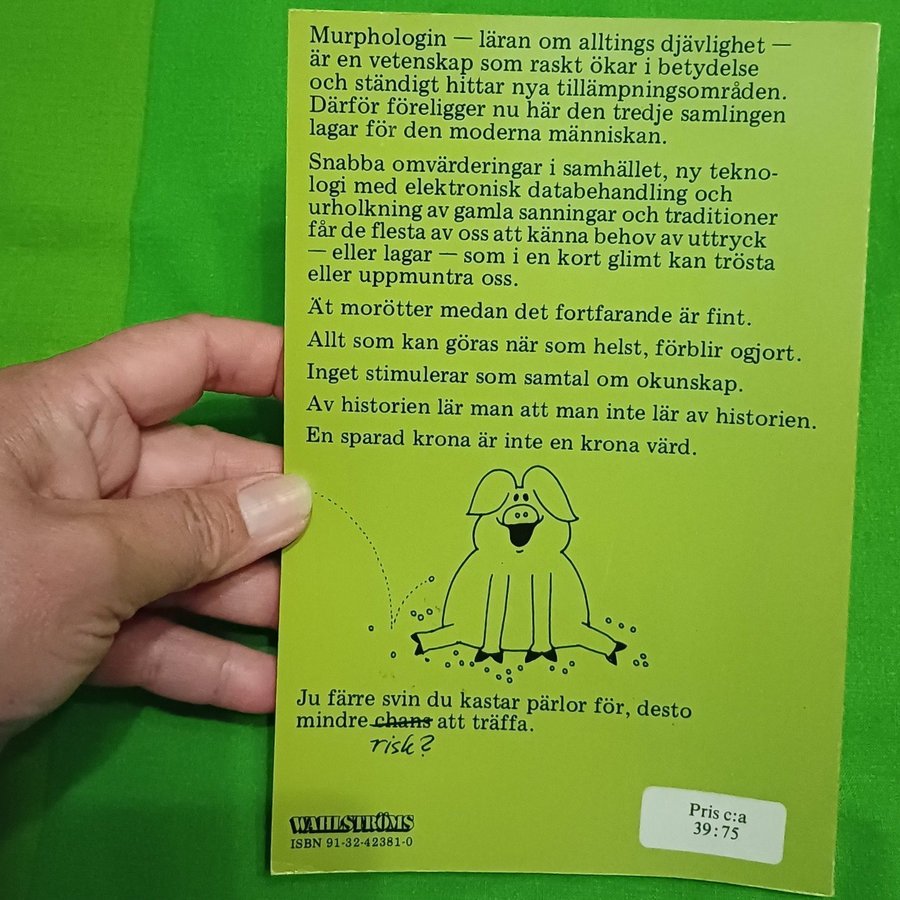 Murphologin — läran om alltings djävlighet —
är en vetenskap som raskt ökar i betydelse
och ständigt hittar nya tillämpningsområden.
Därför föreligger nu här den tredje samlingen
lagar för den moderna människan.
Snabba omvärderingar i samhället, ny tekno-
logi med elektronisk databehandling och
urholkning av gamla sanningar och traditioner
får de flesta av oss att känna behov av uttryck
— eller lagar — som i en kort glimt kan trösta
eller uppmuntra oss.
Ät morötter medan det fortfarande är fint.
Allt som kan göras när som helst, förblir ogjort.
Inget stimulerar som samtal om okunskap.
Av historien lär man att man inte lär av historien.
En sparad krona är inte en krona värd.
Ju färre svin du kastar pärlor för, desto
mindre chans att träffa.
risk?
WAHLSTRÖMS
ISBN 91-32-42381-0
Pris c:a
39:75